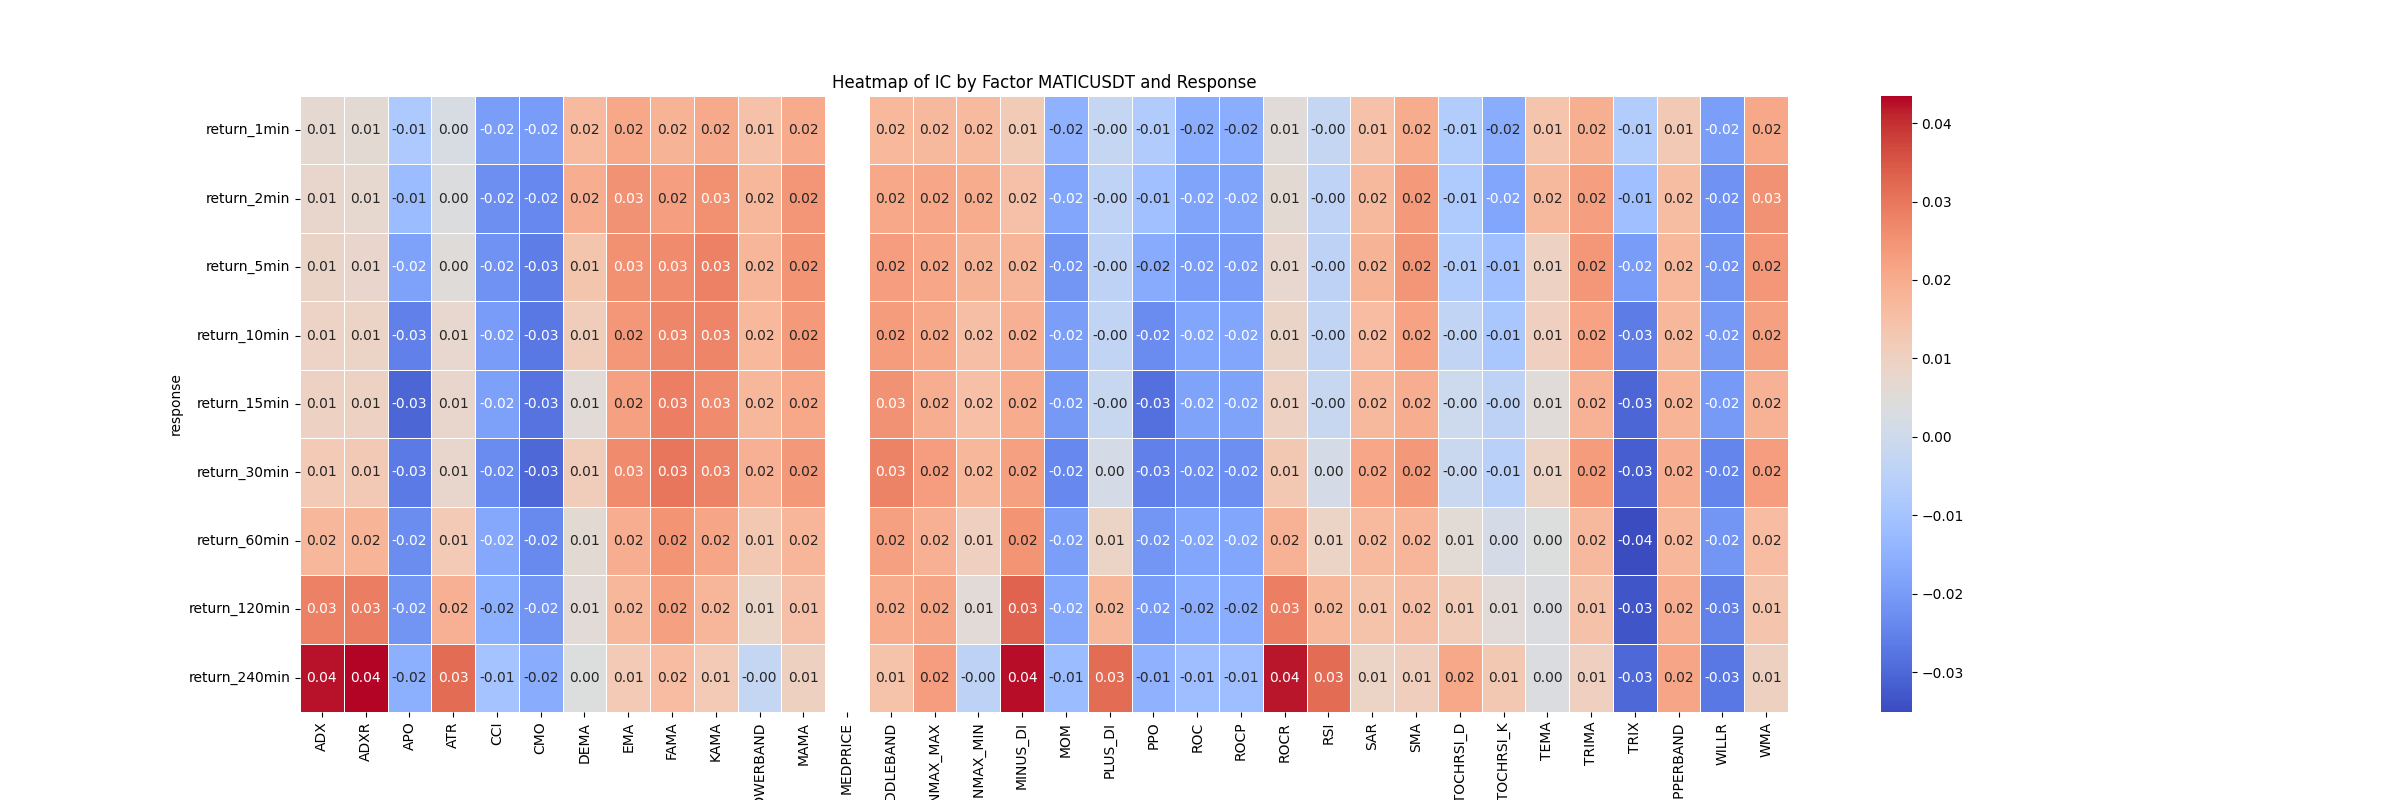 Heatmap of IC by Factor MATICUSDT and Response
response
return_1min 0.01 0.01 -0.01 0.00 -0.02 -0.02 0.02 0.02 0.02 0.02 0.01 0.02 0.02 0.02 0.02 0.01 -0.02 -0.00 -0.01 -0.02 -0.02 0.01 -0.00 0.01 0.02 -0.01 -0.02 0.01 0.02 -0.01 0.01 -0.02 0.02
return_2min 0.01 0.01 -0.01 0.00 -0.02 -0.02 0.02 0.03 0.02 0.03 0.02 0.02 0.02 0.02 0.02 0.02 -0.02 -0.00 -0.01 -0.02 -0.02 0.01 -0.00 0.02 0.02 -0.01 -0.02 0.02 0.02 -0.01 0.02 -0.02 0.03
return_5min 0.01 0.01 -0.02 0.00 -0.02 -0.03 0.01 0.03 0.03 0.03 0.02 0.02 0.02 0.02 0.02 0.02 -0.02 -0.00 -0.02 -0.02 -0.02 0.01 -0.00 0.02 0.02 -0.01 -0.01 0.01 0.02 -0.02 0.02 -0.02 0.02
return_10min 0.01 0.01 -0.03 0.01 -0.02 -0.03 0.01 0.02 0.03 0.03 0.02 0.02 0.02 0.02 0.02 0.02 -0.02 -0.00 -0.02 -0.02 -0.02 0.01 -0.00 0.02 0.02 -0.00 -0.01 0.01 0.02 -0.03 0.02 -0.02 0.02
return_15min 0.01 0.01 -0.03 0.01 -0.02 -0.03 0.01 0.02 0.03 0.03 0.02 0.02 0.03 0.02 0.02 0.02 -0.02 -0.00 -0.03 -0.02 -0.02 0.01 -0.00 0.02 0.02 -0.00 -0.00 0.01 0.02 -0.03 0.02 -0.02 0.02
return_30min 0.01 0.01 -0.03 0.01 -0.02 -0.03 0.01 0.03 0.03 0.03 0.02 0.02 0.03 0.02 0.02 0.02 -0.02 0.00 -0.03 -0.02 -0.02 0.01 0.00 0.02 0.02 -0.00 -0.01 0.01 0.02 -0.03 0.02 -0.02 0.02
return_60min 0.02 0.02 -0.02 0.01 -0.02 -0.02 0.01 0.02 0.02 0.02 0.01 0.02 0.02 0.02 0.01 0.02 -0.02 0.01 -0.02 -0.02 -0.02 0.02 0.01 0.02 0.02 0.01 0.00 0.00 0.02 -0.04 0.02 -0.02 0.02
return_120min 0.03 0.03 -0.02 0.02 -0.02 -0.02 0.01 0.02 0.02 0.02 0.01 0.01 0.02 0.02 0.01 0.03 -0.02 0.02 -0.02 -0.02 -0.02 0.03 0.02 0.01 0.02 0.01 0.01 0.00 0.01 -0.03 0.02 -0.03 0.01
return_240min 0.04 0.04 -0.02 0.03 -0.01 -0.02 0.00 0.01 0.02 0.01 -0.00 0.01 0.01 0.02 -0.00 0.04 -0.01 0.03 -0.01 -0.01 -0.01 0.04 0.03 0.01 0.01 0.02 0.01 0.00 0.01 -0.03 0.02 -0.03 0.01
ADX
ADXR
APO
ATR
CCI
CMO
DEMA
EMA
FAMA
KAMA
OWERBAND
MAMA
MEDPRICE
DDLEBAND
NMAX_MAX
NMAX_MIN
MINUS_DI
MOM
PLUS_DI
PPO
ROC
ROCP
ROCR
RSI
SAR
SMA
TOCHRSI_D
TOCHRSI_K
TEMA
TRIMA
TRIX
PPERBAND
WILLR
WMA
0.04
0.03
0.02
0.01
0.00
−0.01
−0.02
−0.03